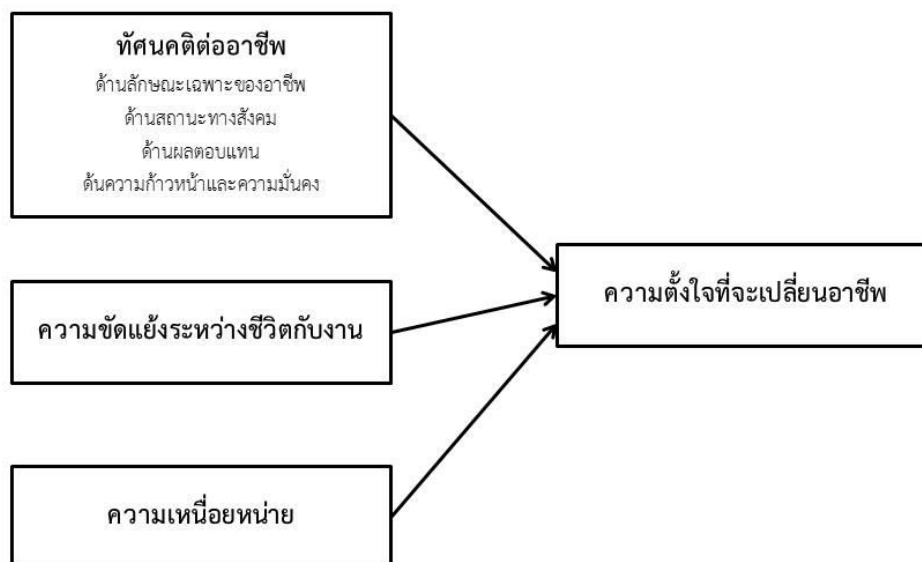 ทัศนคติต่ออาชีพ
ด้านลักษณะเฉพาะของอาชีพ
ด้านสถานะทางสังคม
ด้านผลตอบแทน
ด้นความก้าวหน้าและความมั่นคง
ความตั้งใจที่จะเปลี่ยนอาชีพ
ความขัดแย้งระหว่างชีวิตกับงาน
ความเหนื่อยหน่าย